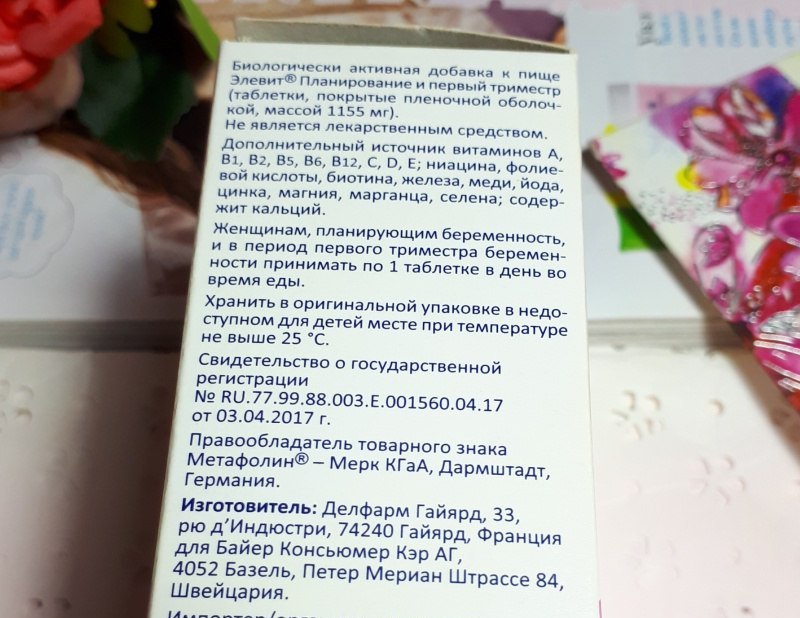 Биологически активная добавка к пище
Элевит® Планирование и первый триместр
(таблетки, покрытые пленочной оболоч-
кой, массой 1155 мг).
Не является лекарственным средством.
Дополнительный источник витаминов А,
В1, В2, В5, В6, В12, С, D, Е; ниацина, фолие-
вой кислоты, биотина, железа, меди, йода,
цинка, магния, марганца, селена; содер-
жит кальций.
Женщинам, планирующим беременность,
и в период первого триместра беремен-
ности принимать по 1 таблетке в день во
время еды.
Хранить в оригинальной упаковке в недо-
ступном для детей месте при температуре
не выше 25 °С.
Свидетельство о государственной
регистрации
№ RU.77.99.88.003.Е.001560.04.17
от 03.04.2017 г.
Правообладатель товарного знака
Метафолин® – Мерк КГаА, Дармштадт,
Германия.
Изготовитель: Делфарм Гайярд, 33,
рю д’Индюстри, 74240 Гайярд, Франция
для Байер Консьюмер Кэр АГ,
4052 Базель, Петер Мериан Штрассе 84,
Швейцария.